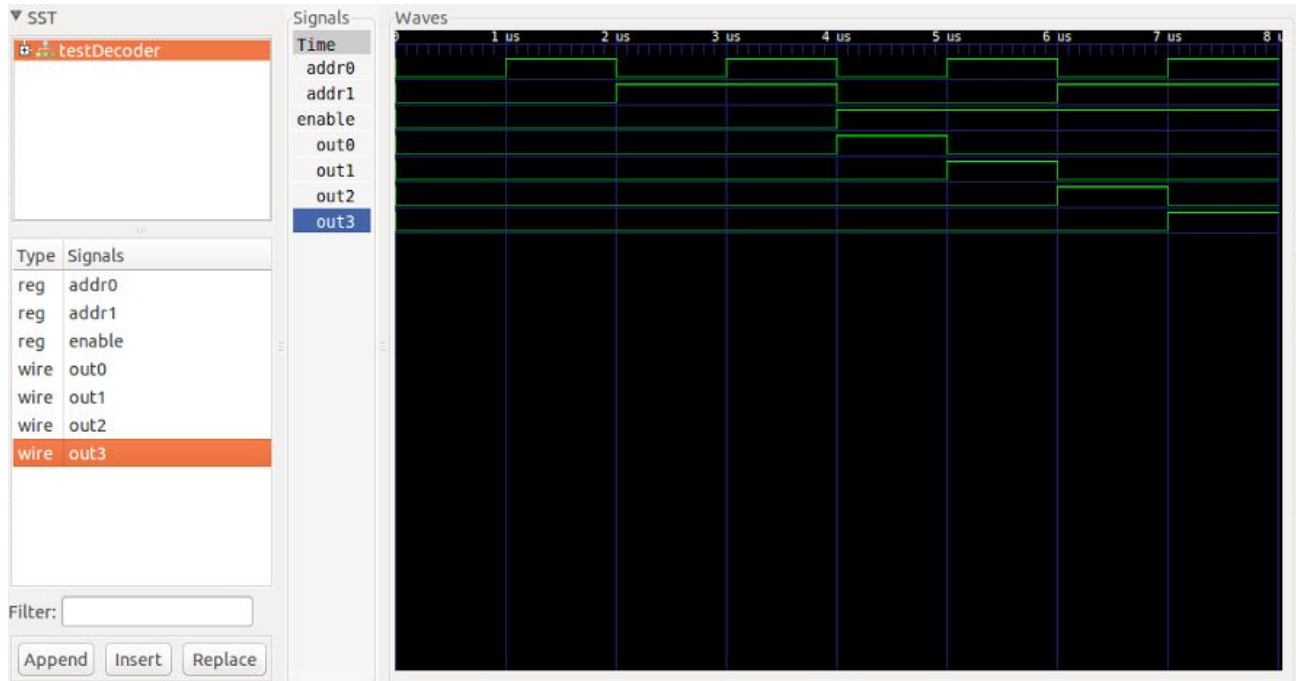 SST
testDecoder
Type Signals
reg addr0
reg addr1
reg enable
wire out0
wire out1
wire out2
wire out3
Filter:
Append Insert Replace
Signals
Time
addr0
addr1
enable
out0
out1
out2
out3
Waves
0 1 us 2 us 3 us 4 us 5 us 6 us 7 us 8 u